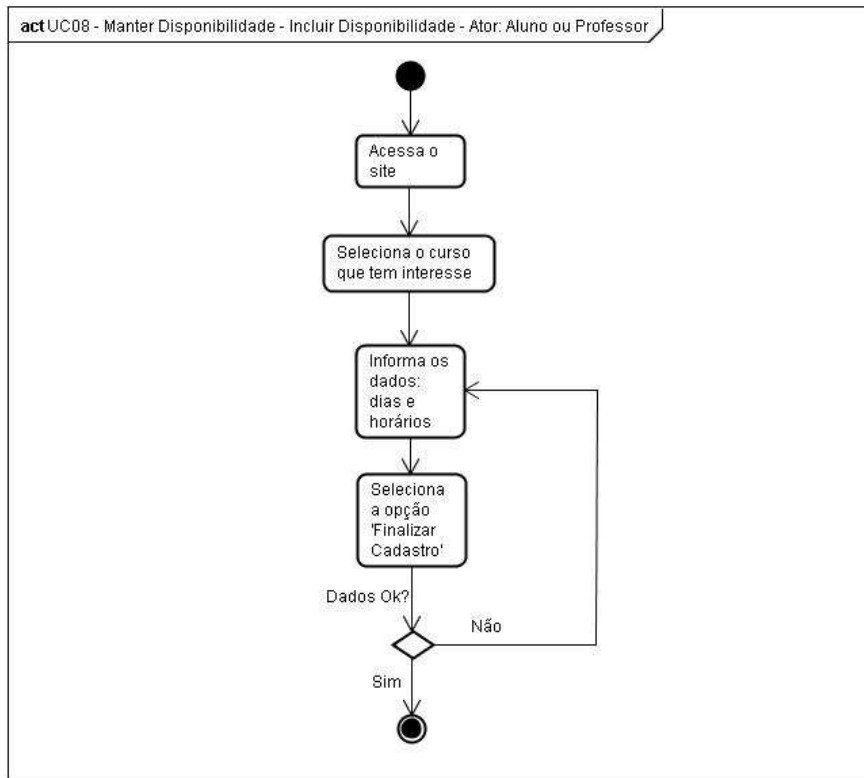 act UC08 - Manter Disponibilidade - Incluir Disponibilidade - Ator: Aluno ou Professor
Acessa o
site
Seleciona o curso
que tem interesse
Informa os
dados:
dias e
horários
Seleciona
a opção
'Finalizar
Cadastro'
Dados Ok?
Não
Sim